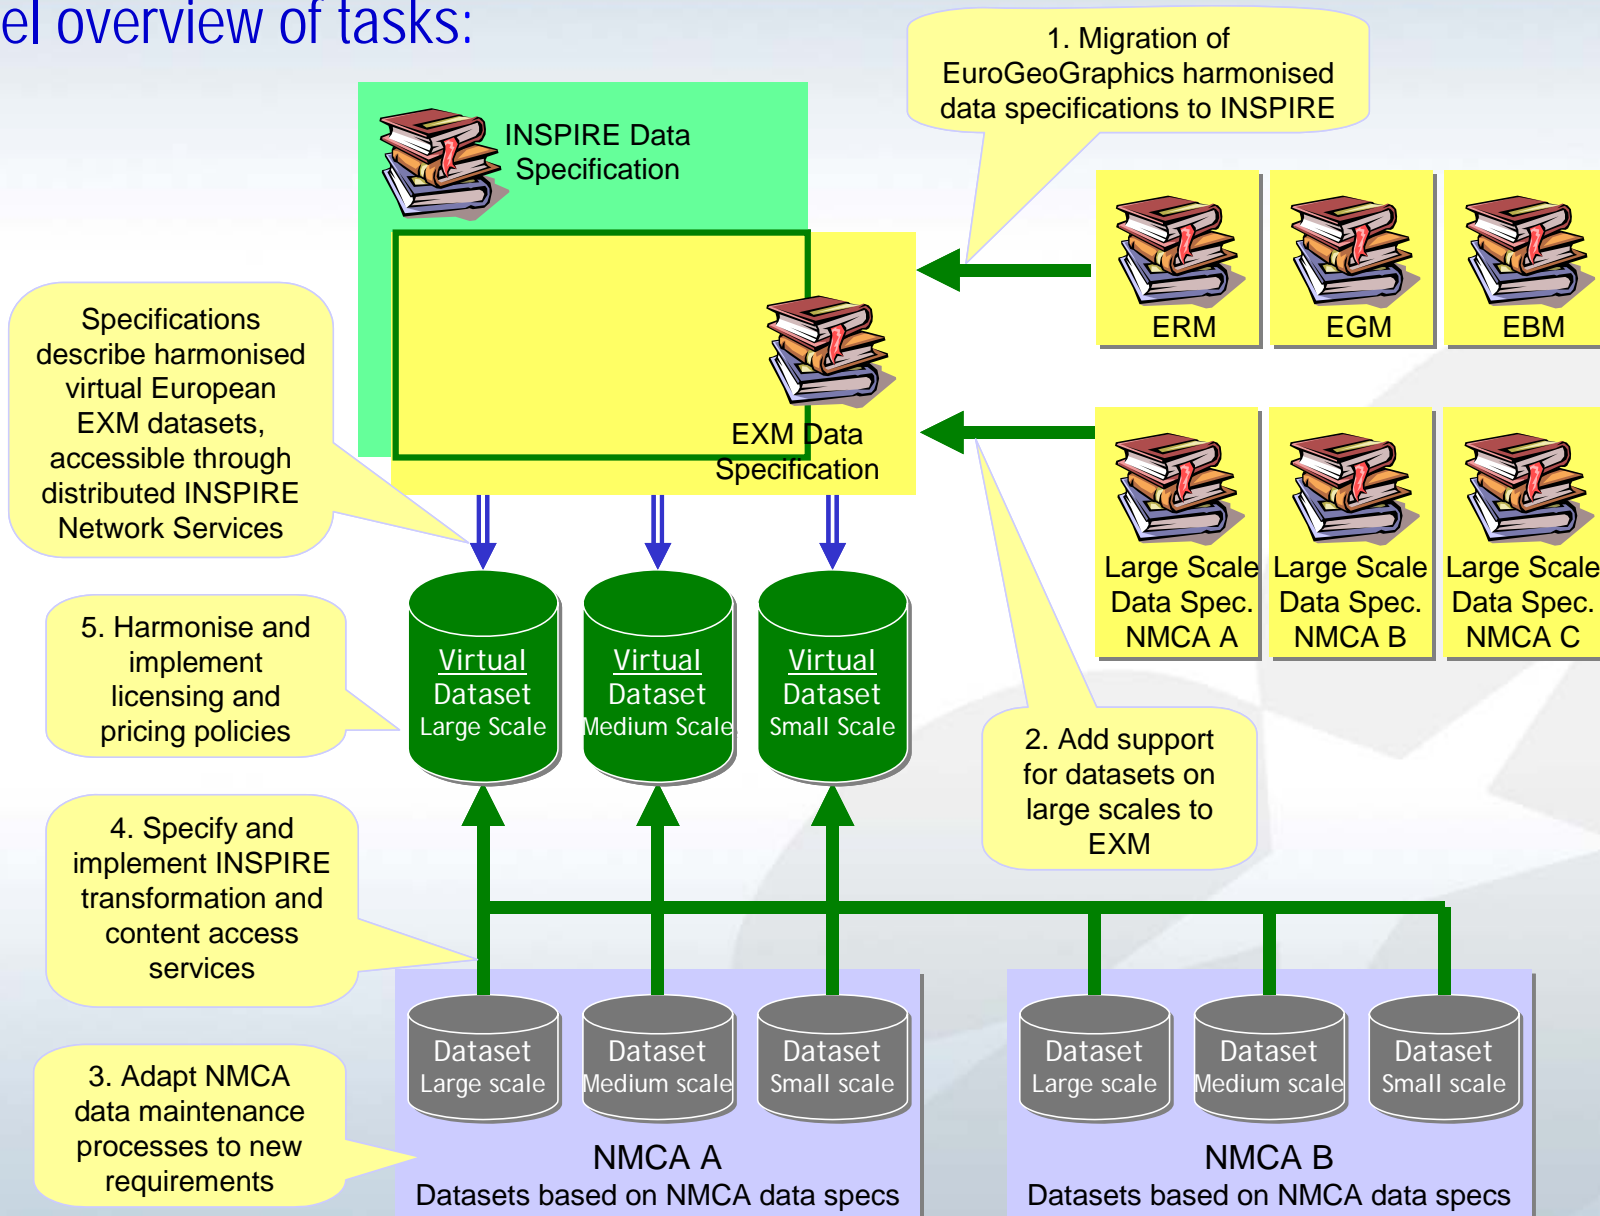 el overview of tasks:
1. Migration of
EuroGeoGraphics harmonised
data specifications to INSPIRE
INSPIRE Data
Specification
ERM
EGM
EBM
Specifications
describe harmonised
virtual European
EXM datasets,
accessible through
distributed INSPIRE
Network Services
EXM Data
Specification
Large Scale
Data Spec.
NMCA A
Large Scale
Data Spec.
NMCA B
Large Scale
Data Spec.
NMCA C
5. Harmonise and
implement
licensing and
pricing policies
Virtual
Dataset
Large Scale
Virtual
Dataset
Medium Scale
Virtual
Dataset
Small Scale
2. Add support
for datasets on
large scales to
EXM
4. Specify and
implement INSPIRE
transformation and
content access
services
3. Adapt NMCA
data maintenance
processes to new
requirements
Dataset
Large scale
Dataset
Medium scale
Dataset
Small scale
NMCA A
Datasets based on NMCA data specs
Dataset
Large scale
Dataset
Medium scale
Dataset
Small scale
NMCA B
Datasets based on NMCA data specs